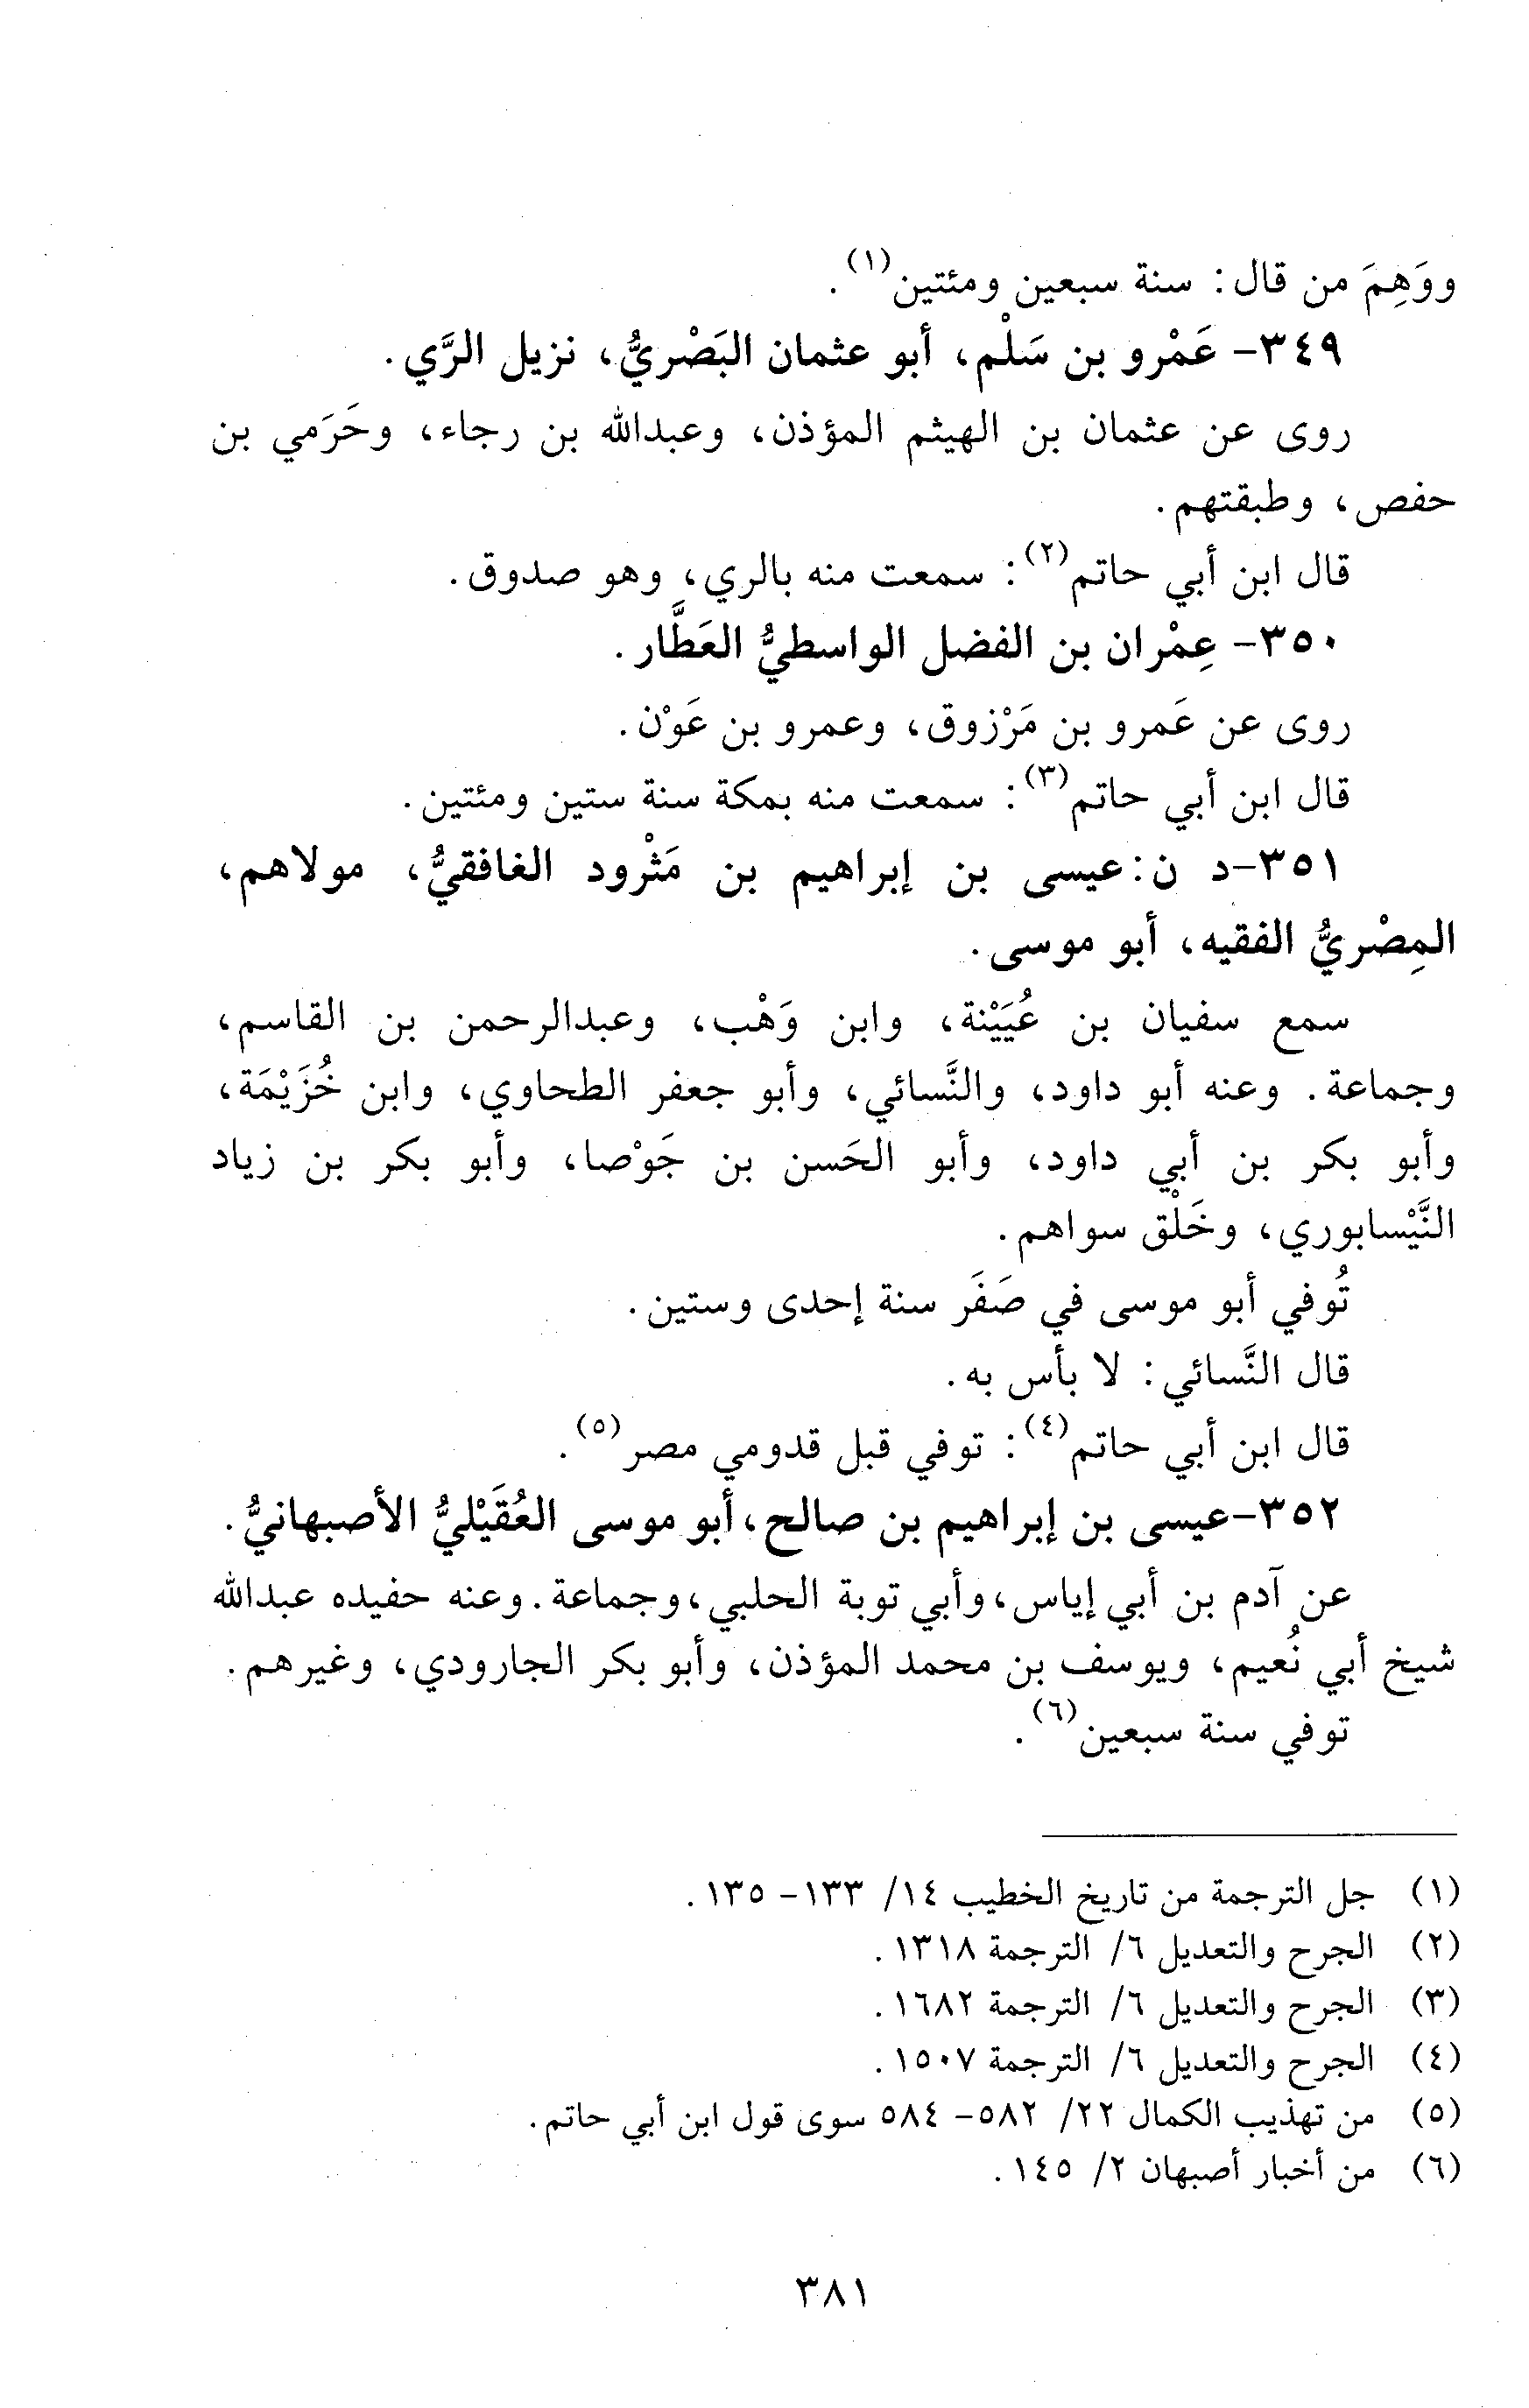 ووَهِمَ من قال: سنة سبعين ومئتين(١).
٣٤٩- عَمْرو بن سَلْم، أبو عثمان البَصْريُّ، نزيل الرَّي.
روى عن عثمان بن الهيثم المؤذن، وعبدالله بن رجاء، وحَرَمي بن
حفص، وطبقتهم.
قال ابن أبي حاتم(٢): سمعت منه بالري، وهو صدوق.
٣٥٠- عِمْران بن الفضل الواسطيُّ العَطَّار.
روى عن عَمرو بن مَرْزوق، وعمرو بن عَوْن.
قال ابن أبي حاتم(٣): سمعت منه بمكة سنة ستين ومئتين.
٣٥١-د ن: عيسى بن إبراهيم بن مَثْرود الغافقيُّ، مولاهم،
المِصْريُّ الفقيه، أبو موسى.
سمع سفيان بن عُيَيْنة، وابن وَهْب، وعبدالرحمن بن القاسم،
وجماعة. وعنه أبو داود، والنَّسائي، وأبو جعفر الطحاوي، وابن خُزَيْمَة،
وأبو بكر بن أبي داود، وأبو الحَسن بن جَوْصا، وأبو بكر بن زياد
النَّيْسابوري، وخَلْق سواهم.
تُوفي أبو موسى في صَفَر سنة إحدى وستين.
قال النَّسائي: لا بأس به.
قال ابن أبي حاتم(٤): توفي قبل قدومي مصر(٥).
٣٥٢-عيسى بن إبراهيم بن صالح، أبو موسى العُقَيْليُّ الأصبهانيُّ.
عن آدم بن أبي إياس، وأبي توبة الحلبي، وجماعة. وعنه حفيده عبدالله
شيخ أبي نُعيم، ويوسف بن محمد المؤذن، وأبو بكر الجارودي، وغيرهم.
توفي سنة سبعين(٦).
(١) جل الترجمة من تاريخ الخطيب ١٤/ ١٣٣- ١٣٥.
(٢) الجرح والتعديل ٦/ الترجمة ١٣١٨.
(٣) الجرح والتعديل ٦/ الترجمة ١٦٨٢.
(٤) الجرح والتعديل ٦/ الترجمة ١٥٠٧.
(٥) من تهذيب الكمال ٢٢/ ٥٨٢- ٥٨٤ سوى قول ابن أبي حاتم.
(٦) من أخبار أصبهان ٢/ ١٤٥.
٣٨١